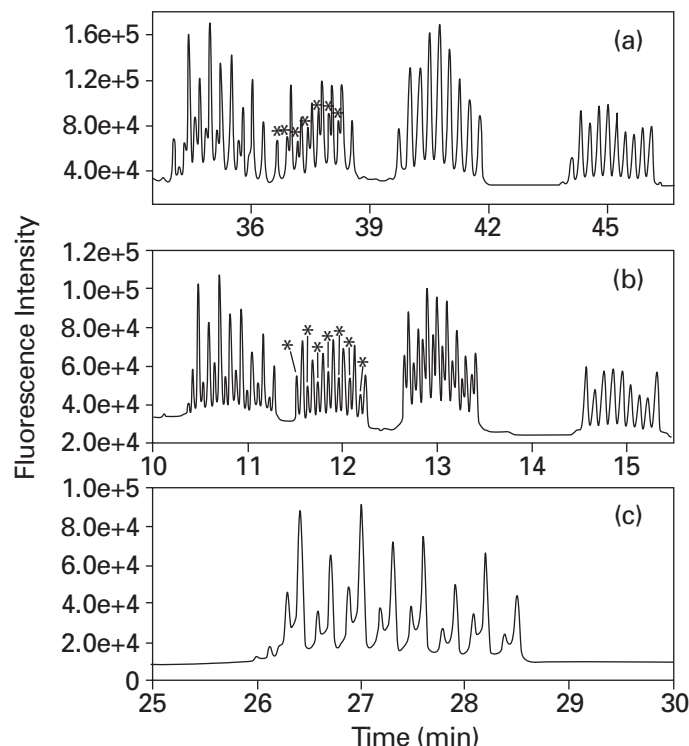 Fluorescence Intensity
1.6e+5 (a)
1.2e+5
* * * * * * * *
8.0e+4
4.0e+4
36 39 42 45
1.2e+5 (b)
1.0e+5
8.0e+4
* * * * * * * *
6.0e+4
4.0e+4
2.0e+4
10 11 12 13 14 15
1.0e+5 (c)
8.0e+4
6.0e+4
4.0e+4
2.0e+4
0
25 26 27 28 29 30
Time (min)